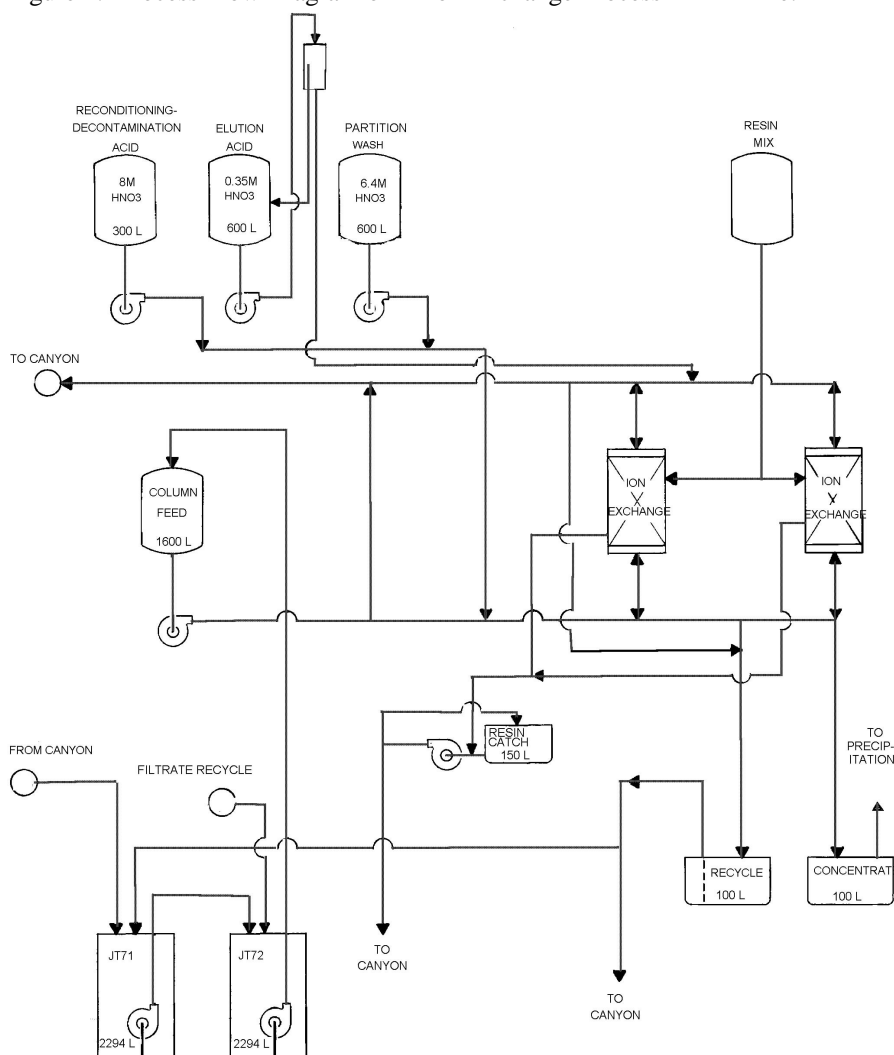 RECONDITIONING-
DECONTAMINATION
ACID
ELUTION
ACID
PARTITION
WASH
RESIN
MIX
8M
HNO3
300 L
0.35M
HNO3
600 L
6.4M
HNO3
600 L
TO CANYON
COLUMN
FEED
1600 L
ION
EXCHANGE
ION
EXCHANGE
RESIN
CATCH
150 L
TO
PRECIP-
ITATION
FROM CANYON
FILTRATE RECYCLE
RECYCLE
100 L
CONCENTRAT
100 L
JT71
2294 L
JT72
2294 L
TO
CANYON
TO
CANYON